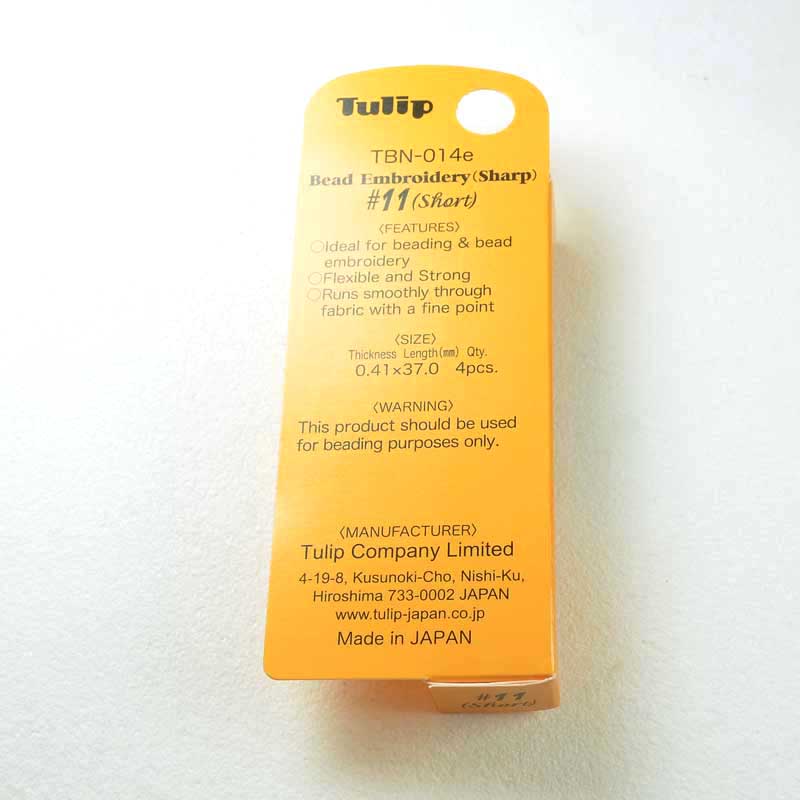 Tulip
TBN-014e
Bead Embroidery(Sharp)
#11(Short)
〈FEATURES〉
○Ideal for beading & bead
embroidery
○Flexible and Strong
○Runs smoothly through
fabric with a fine point
〈SIZE〉
Thickness Length(mm) Qty.
0.41×37.0 4pcs.
〈WARNING〉
This product should be used
for beading purposes only.
〈MANUFACTURER〉
Tulip Company Limited
4-19-8, Kusunoki-Cho, Nishi-Ku,
Hiroshima 733-0002 JAPAN
www.tulip-japan.co.jp
Made in JAPAN
#11
(Short)